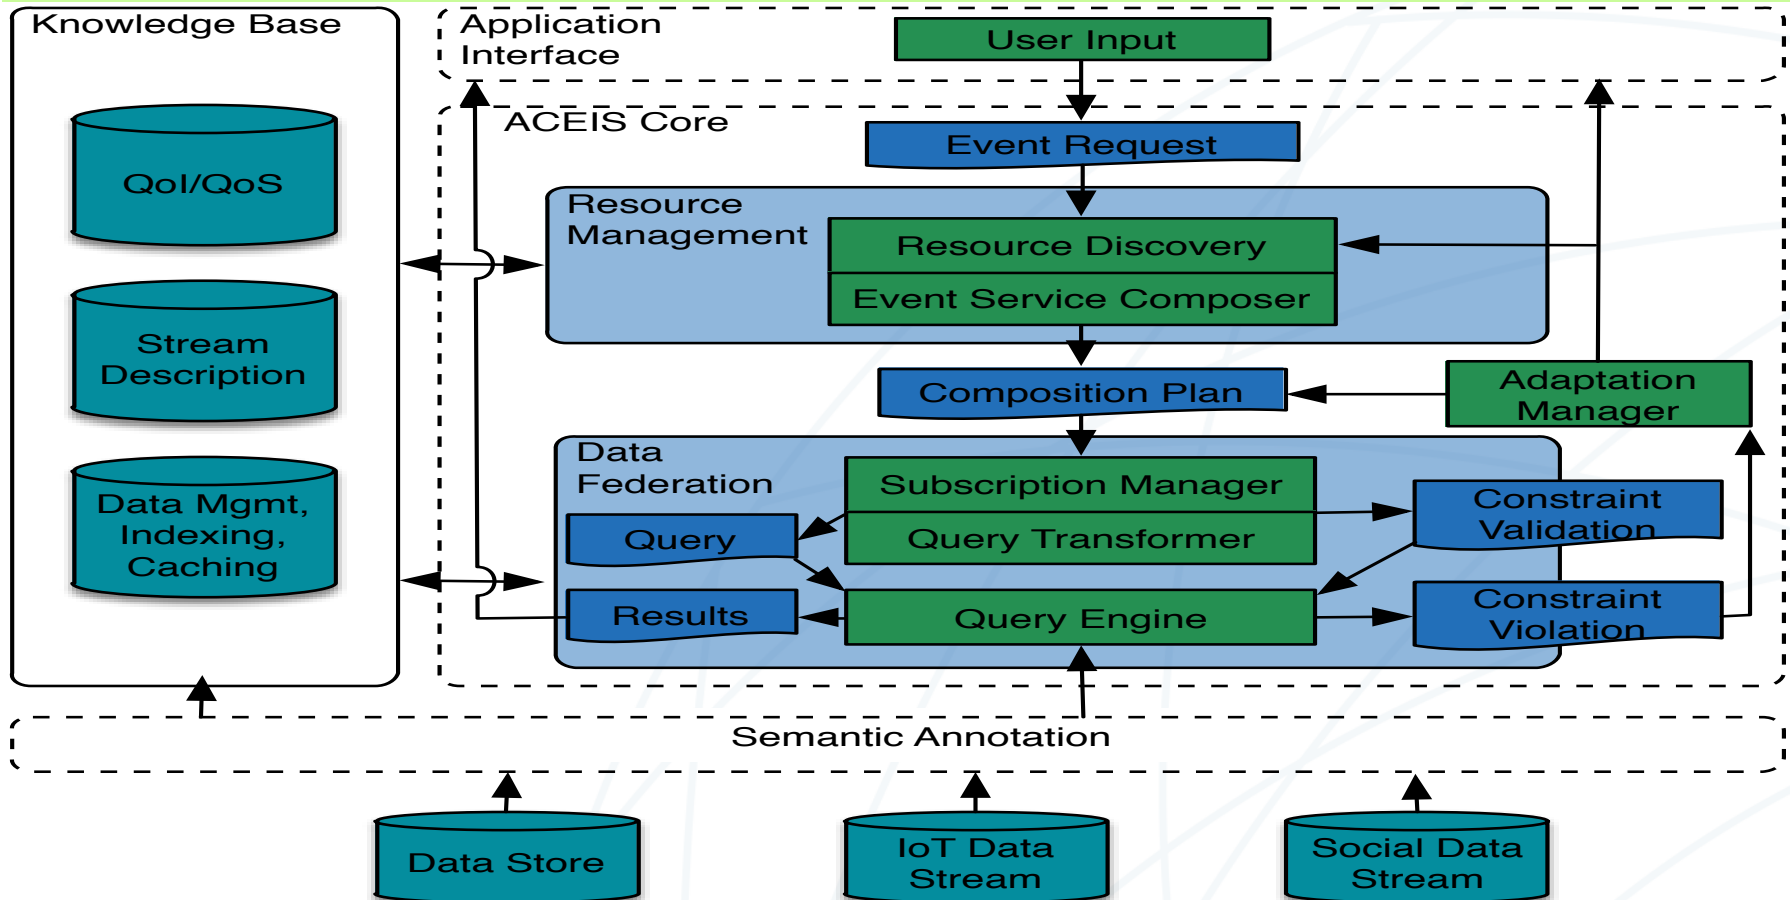 Knowledge Base
QoI/QoS
Stream
Description
Data Mgmt,
Indexing,
Caching
Application
Interface
User Input
ACEIS Core
Event Request
Resource
Management
Resource Discovery
Event Service Composer
Composition Plan
Adaptation
Manager
Data
Federation
Subscription Manager
Query Transformer
Query
Constraint
Validation
Results
Query Engine
Constraint
Violation
Semantic Annotation
Data Store
IoT Data
Stream
Social Data
Stream